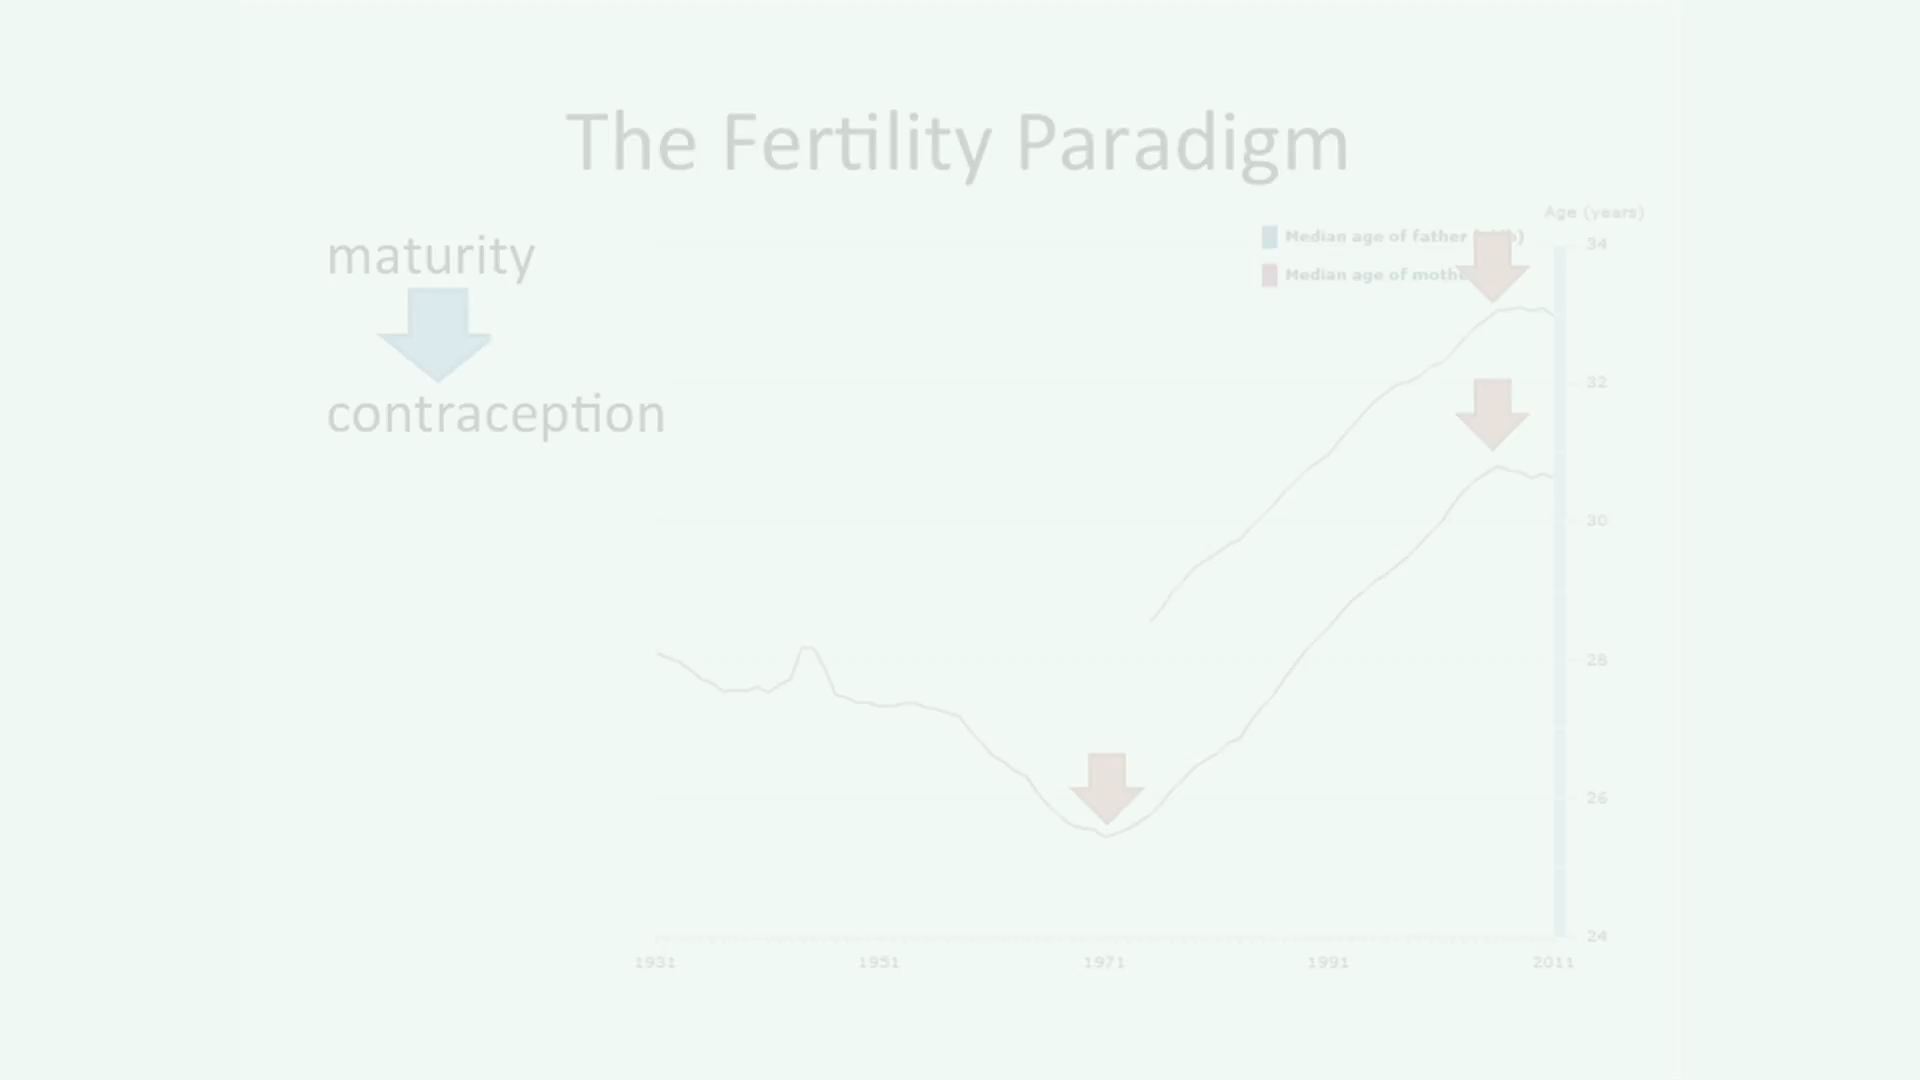 The Fertility Paradigm
maturity
contraception
Age (years)
Median age of father
Median age of
34
32
30
28
26
24
1931
1951
1971
1991
2011